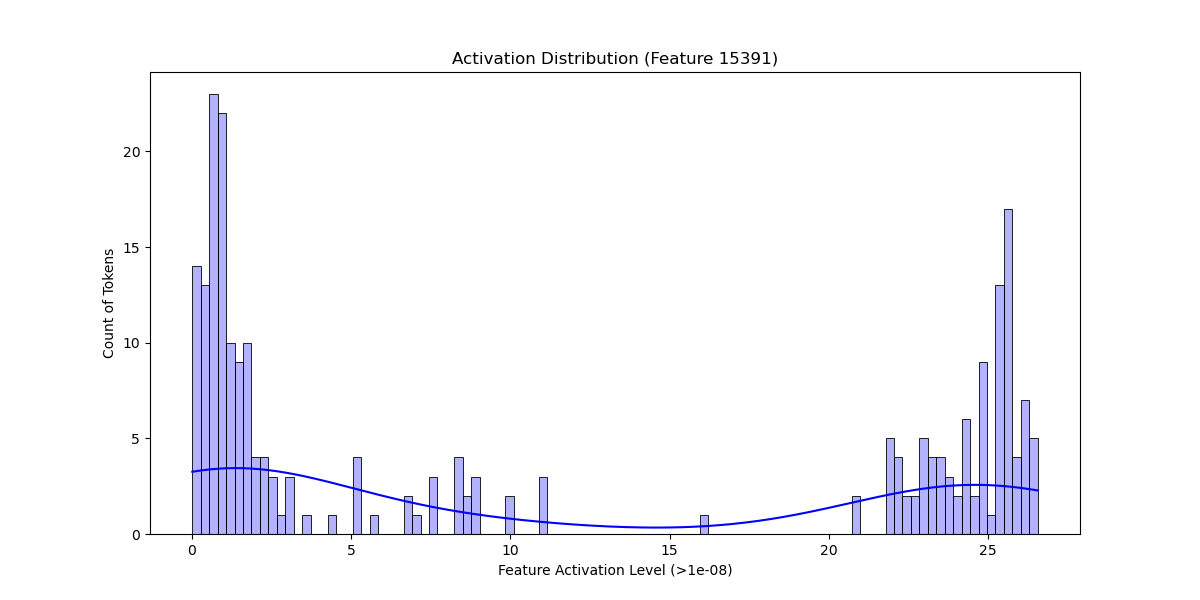 Activation Distribution (Feature 15391)
Count of Tokens
20
15
10
5
0
0 5 10 15 20 25
Feature Activation Level (>1e-08)